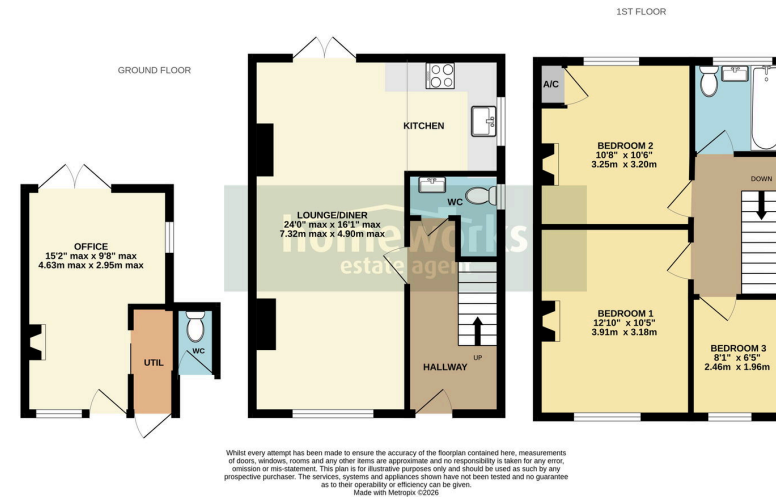 1ST FLOOR
GROUND FLOOR
OFFICE
15'2" max x 9'8" max
4.63m max x 2.95m max
UTIL
WC
KITCHEN
WC
LOUNGE/DINER
24'0" max x 16'1" max
7.32m max x 4.90m max
HALLWAY
UP
homeworks
estate agent
A/C
BEDROOM 2
10'8" x 10'6"
3.25m x 3.20m
DOWN
BEDROOM 1
12'10" x 10'5"
3.91m x 3.18m
BEDROOM 3
8'1" x 6'5"
2.46m x 1.96m
Whilst every attempt has been made to ensure the accuracy of the floorplan contained here, measurements
of doors, windows, rooms and any other items are approximate and no responsibility is taken for any error,
omission or mis-statement. This plan is for illustrative purposes only and should be used as such by any
prospective purchaser. The services, systems and appliances shown have not been tested and no guarantee
as to their operability or efficiency can be given.
Made with Metropix ©2026